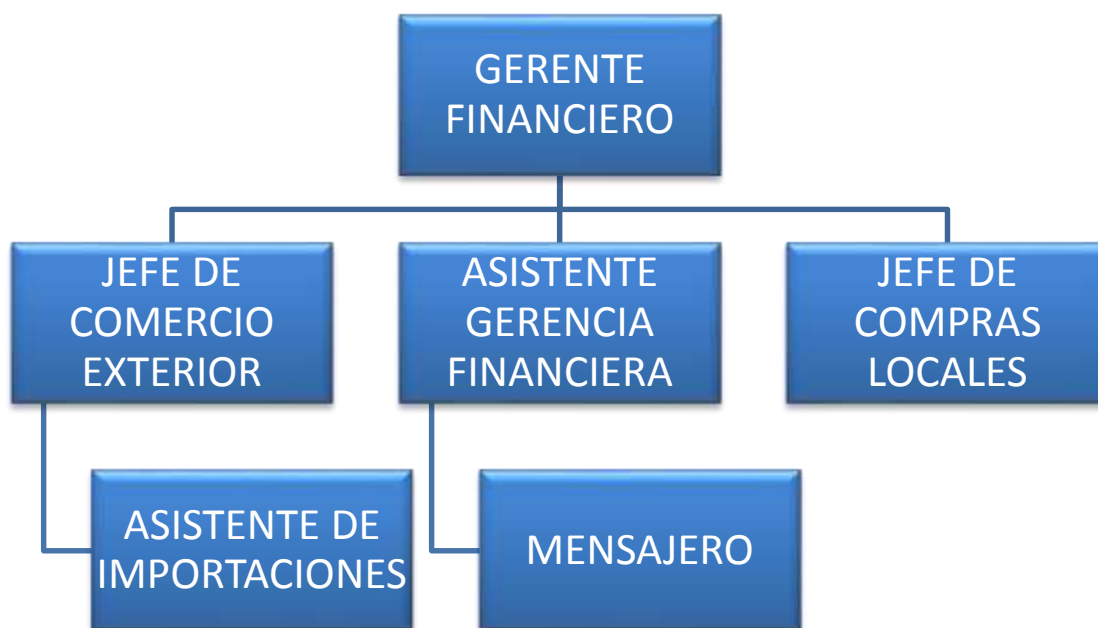 GERENTE
FINANCIERO
JEFE DE
COMERCIO
EXTERIOR
ASISTENTE
GERENCIA
FINANCIERA
JEFE DE
COMPRAS
LOCALES
ASISTENTE DE
IMPORTACIONES
MENSAJERO